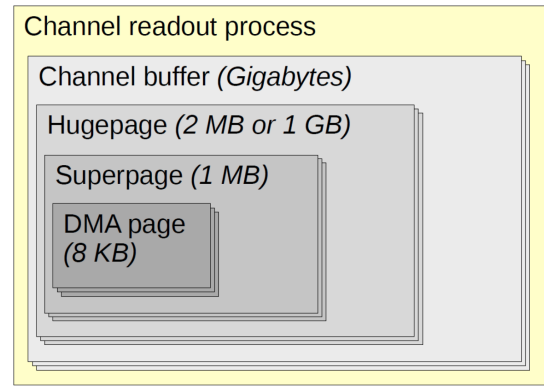 Channel readout process
Channel buffer (Gigabytes)
Hugepage (2 MB or 1 GB)
Superpage (1 MB)
DMA page
(8 KB)